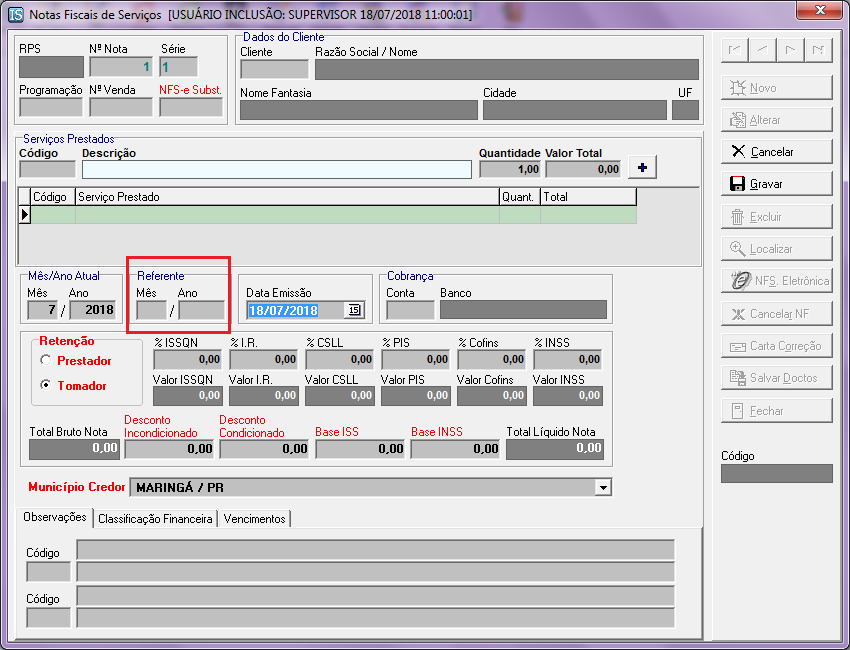 IS Notas Fiscais de Serviços [USUÁRIO INCLUSÃO: SUPERVISOR 18/07/2018 11:00:01]
RPS Nº Nota Série
1 1
Programação Nº Venda NFS-e Subst.
Dados do Cliente
Cliente Razão Social / Nome
Nome Fantasia Cidade UF
Serviços Prestados
Código Descrição Quantidade Valor Total
1,00 0,00 +
Código Serviço Prestado Quant. Total
Mês/Ano Atual
Mês Ano
7 / 2018
Referente
Mês Ano
/
Data Emissão
18/07/2018 15
Cobrança
Conta Banco
Retenção
Prestador
Tomador
% ISSQN % I.R. % CSLL % PIS % Cofins % INSS
0,00 0,00 0,00 0,00 0,00 0,00
Valor ISSQN Valor I.R. Valor CSLL Valor PIS Valor Cofins Valor INSS
0,00 0,00 0,00 0,00 0,00 0,00
Total Bruto Nota Desconto Incondicionado Desconto Condicionado Base ISS Base INSS Total Líquido Nota
0,00 0,00 0,00 0,00 0,00 0,00
Município Credor MARINGÁ / PR
Observações Classificação Financeira Vencimentos
Código
Código
Novo
Alterar
Cancelar
Gravar
Excluir
Localizar
NFS. Eletrônica
Cancelar NF
Carta Correção
Salvar Doctos
Fechar
Código